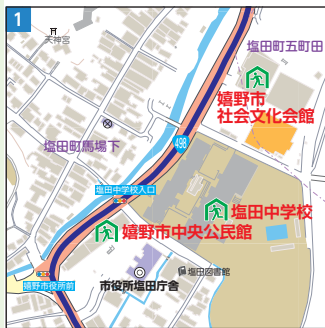 1
天神宮
塩田町五町田
嬉野市
社会文化会館
498
塩田町馬場下
塩田中学校入口
塩田中学校
嬉野市中央公民館
塩田図書館
嬉野市役所前
市役所塩田庁舎